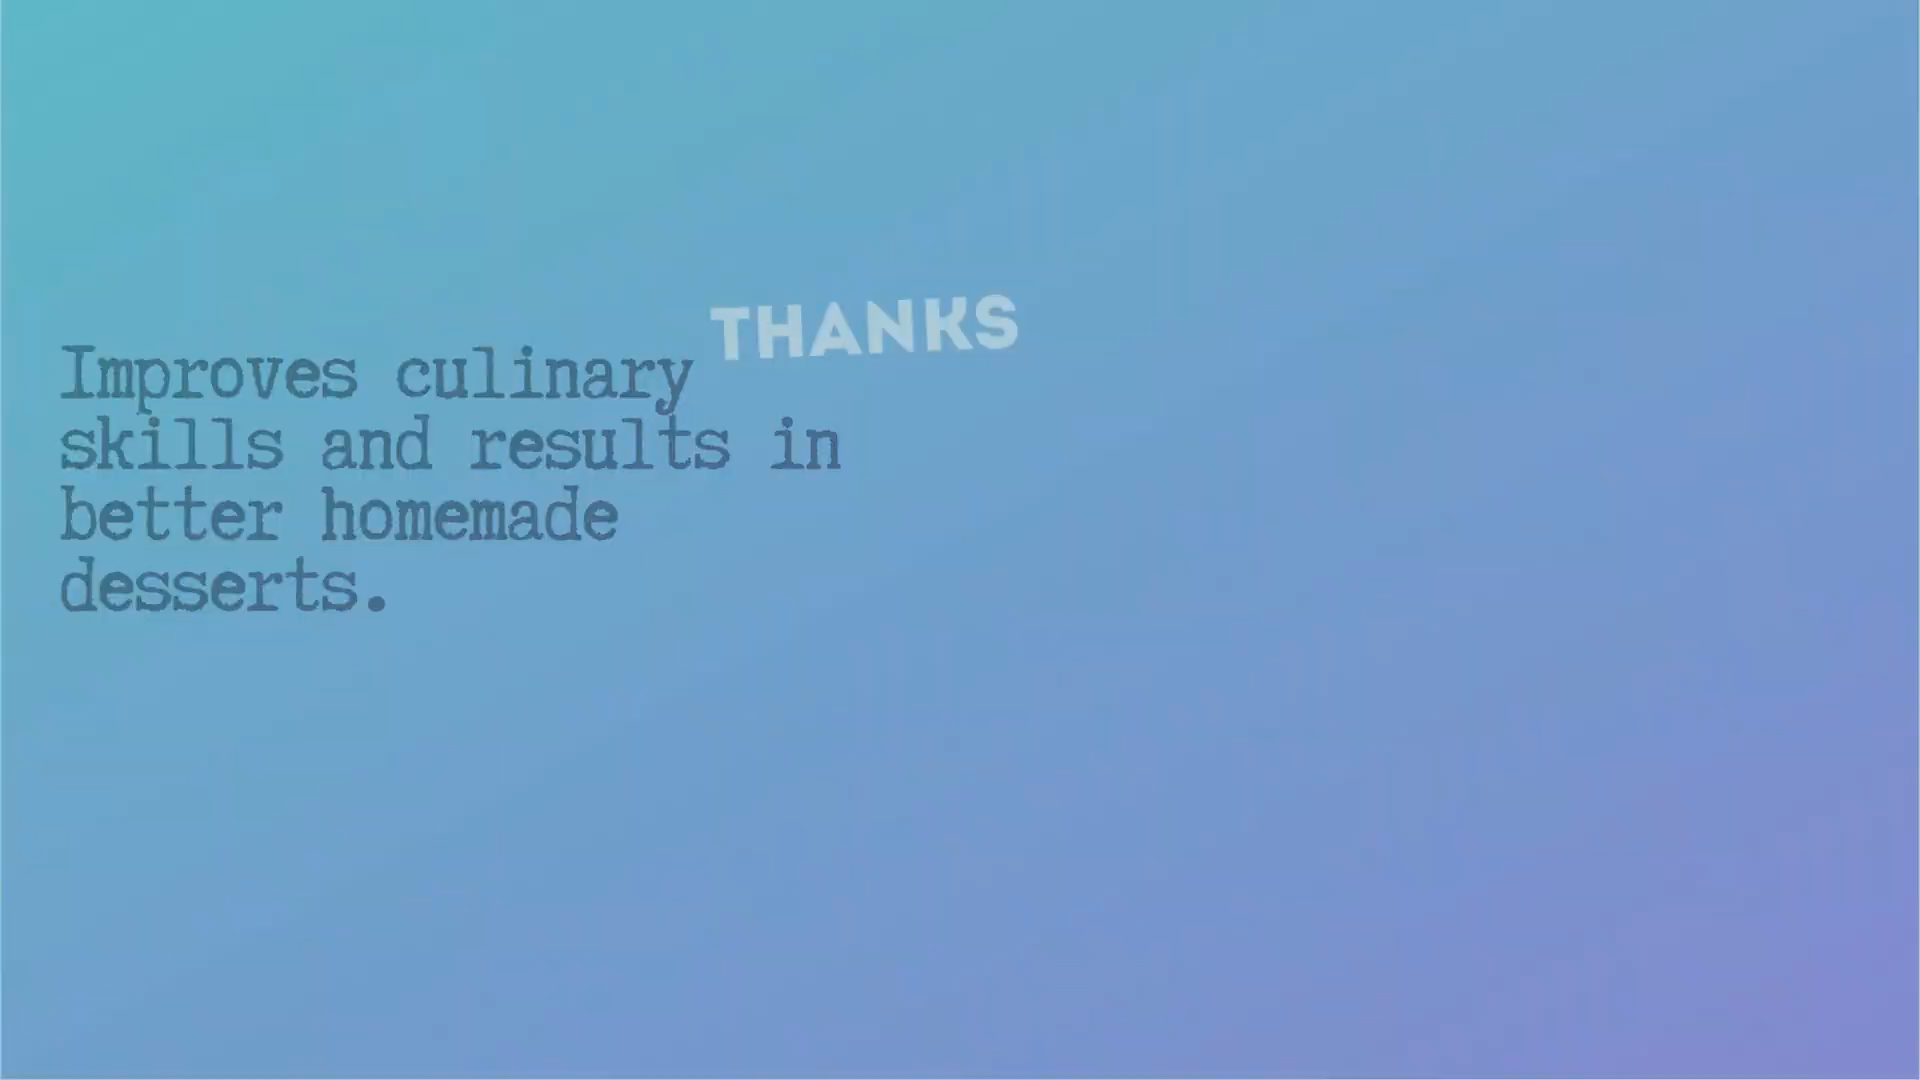 THANKS
Improves culinary
skills and results in
better homemade
desserts.